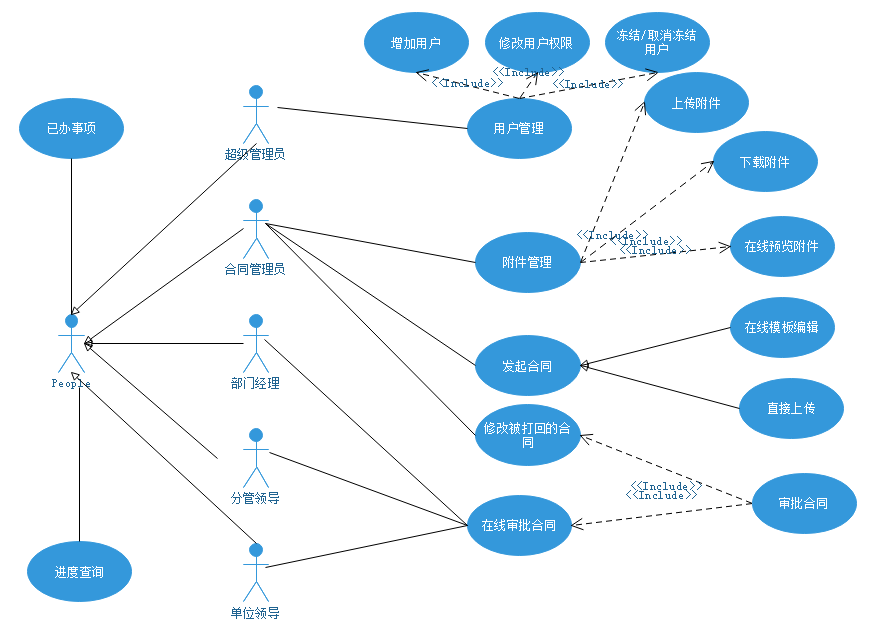 增加用户
修改用户权限
冻结/取消冻结
用户
<<Include>>
<<Include>>
<<Include>>
上传附件
已办事项
用户管理
超级管理员
下载附件
<<Include>>
<<Include>>
<<Include>>
在线预览附件
合同管理员
附件管理
在线模板编辑
People
部门经理
发起合同
直接上传
修改被打回的合
同
<<Include>>
<<Include>>
分管领导
审批合同
在线审批合同
进度查询
单位领导